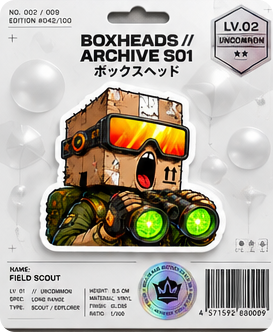 NO. 002 / 009
EDITION #042/100
BOXHEADS //
ARCHIVE S01
ボックスヘッド
LV.02
UNCOMMON
NAME:
FIELD SCOUT
LV 01 // UNCOMMON
SPEC: LONG RANGE
TYPE: SCOUT / EXPLORER
HEIGHT: 8.5 CM
MATERIAL: VINYL
FINISH: GLOSS
RATIO: 1/100
4 571592 880009